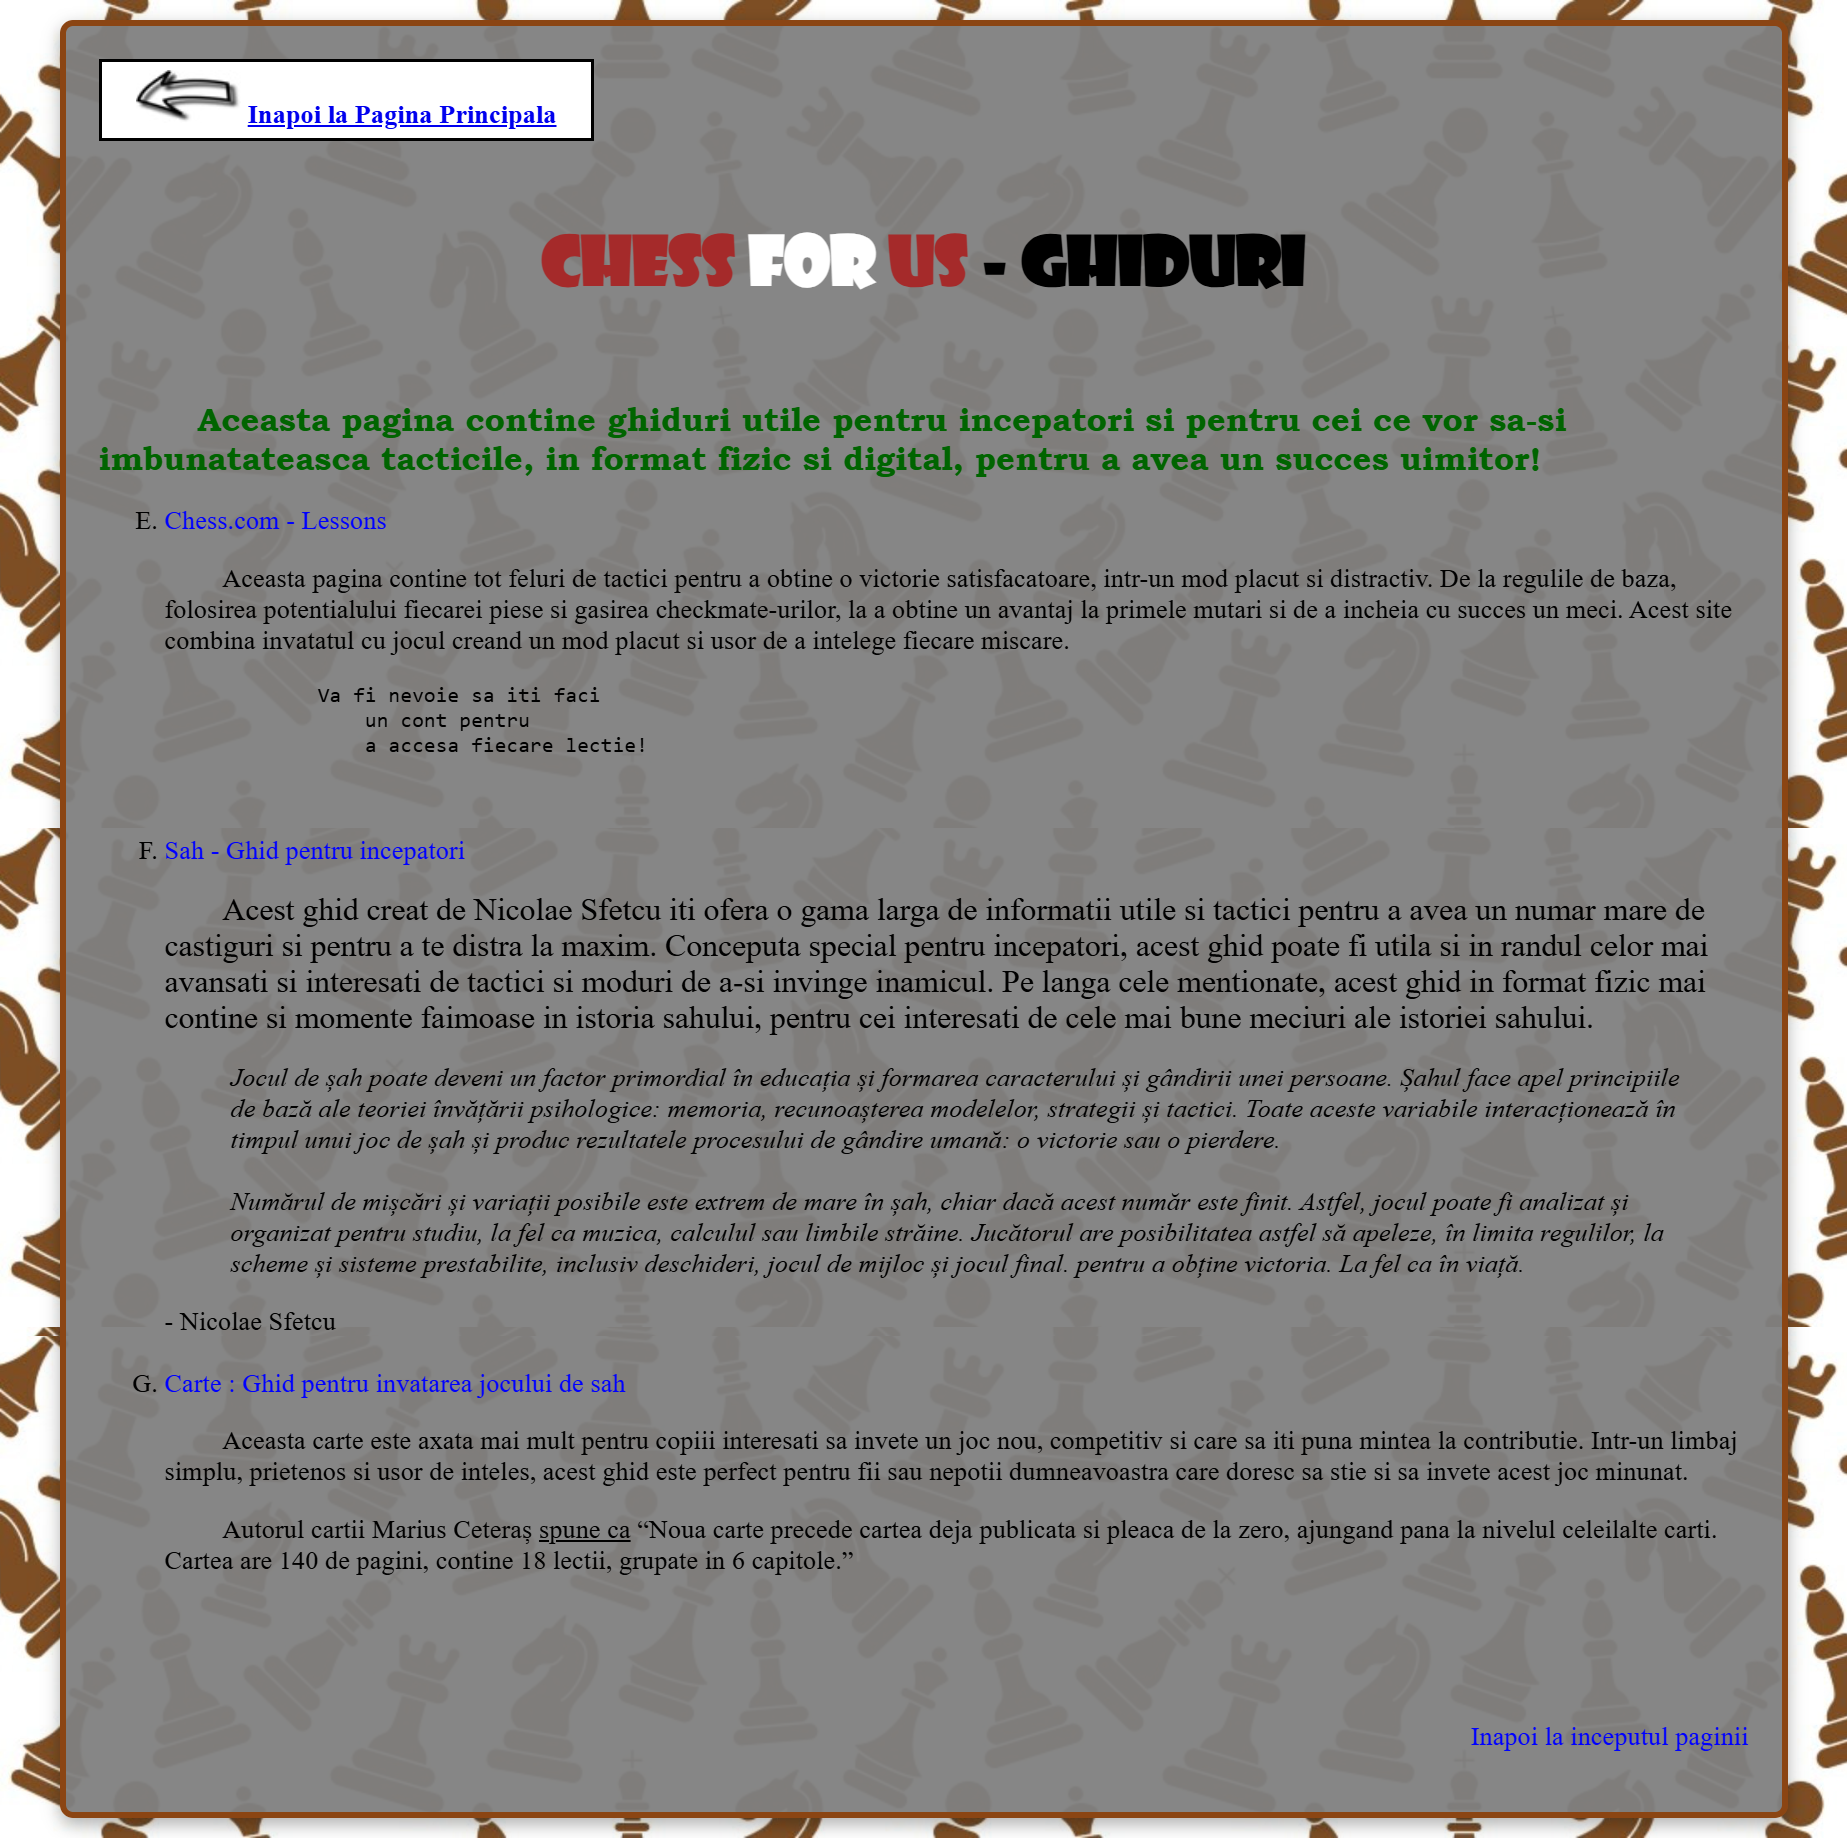 Inapoi la Pagina Principala
CHESS FOR US - GHIDURI
Aceasta pagina contine ghiduri utile pentru incepatori si pentru cei ce vor sa-si
imbunatateasca tacticile, in format fizic si digital, pentru a avea un succes uimitor!
E. Chess.com - Lessons
Aceasta pagina contine tot feluri de tactici pentru a obtine o victorie satisfacatoare, intr-un mod placut si distractiv. De la regulile de baza,
folosirea potentialului fiecarei piese si gasirea checkmate-urilor, la a obtine un avantaj la primele mutari si de a incheia cu succes un meci. Acest site
combina invatatul cu jocul creand un mod placut si usor de a intelege fiecare miscare.
Va fi nevoie sa iti faci
un cont pentru
a accesa fiecare lectie!
F. Sah - Ghid pentru incepatori
Acest ghid creat de Nicolae Sfetcu iti ofera o gama larga de informatii utile si tactici pentru a avea un numar mare de
castiguri si pentru a te distra la maxim. Conceputa special pentru incepatori, acest ghid poate fi utila si in randul celor mai
avansati si interesati de tactici si moduri de a-si invinge inamicul. Pe langa cele mentionate, acest ghid in format fizic mai
contine si momente faimoase in istoria sahului, pentru cei interesati de cele mai bune meciuri ale istoriei sahului.
Jocul de șah poate deveni un factor primordial în educația și formarea caracterului și gândirii unei persoane. Șahul face apel principiile
de bază ale teoriei învățării psihologice: memoria, recunoașterea modelelor, strategii și tactici. Toate aceste variabile interacționează în
timpul unui joc de șah și produc rezultatele procesului de gândire umană: o victorie sau o pierdere.
Numărul de mișcări și variații posibile este extrem de mare în șah, chiar dacă acest număr este finit. Astfel, jocul poate fi analizat și
organizat pentru studiu, la fel ca muzica, calculul sau limbile străine. Jucătorul are posibilitatea astfel să apeleze, în limita regulilor, la
scheme și sisteme prestabilite, inclusiv deschideri, jocul de mijloc și jocul final. pentru a obține victoria. La fel ca în viață.
- Nicolae Sfetcu
G. Carte : Ghid pentru invatarea jocului de sah
Aceasta carte este axata mai mult pentru copiii interesati sa invete un joc nou, competitiv si care sa iti puna mintea la contributie. Intr-un limbaj
simplu, prietenos si usor de inteles, acest ghid este perfect pentru fii sau nepotii dumneavoastra care doresc sa stie si sa invete acest joc minunat.
Autorul cartii Marius Ceteraș spune ca “Noua carte precede cartea deja publicata si pleaca de la zero, ajungand pana la nivelul celeilalte carti.
Cartea are 140 de pagini, contine 18 lectii, grupate in 6 capitole.”
Inapoi la inceputul paginii